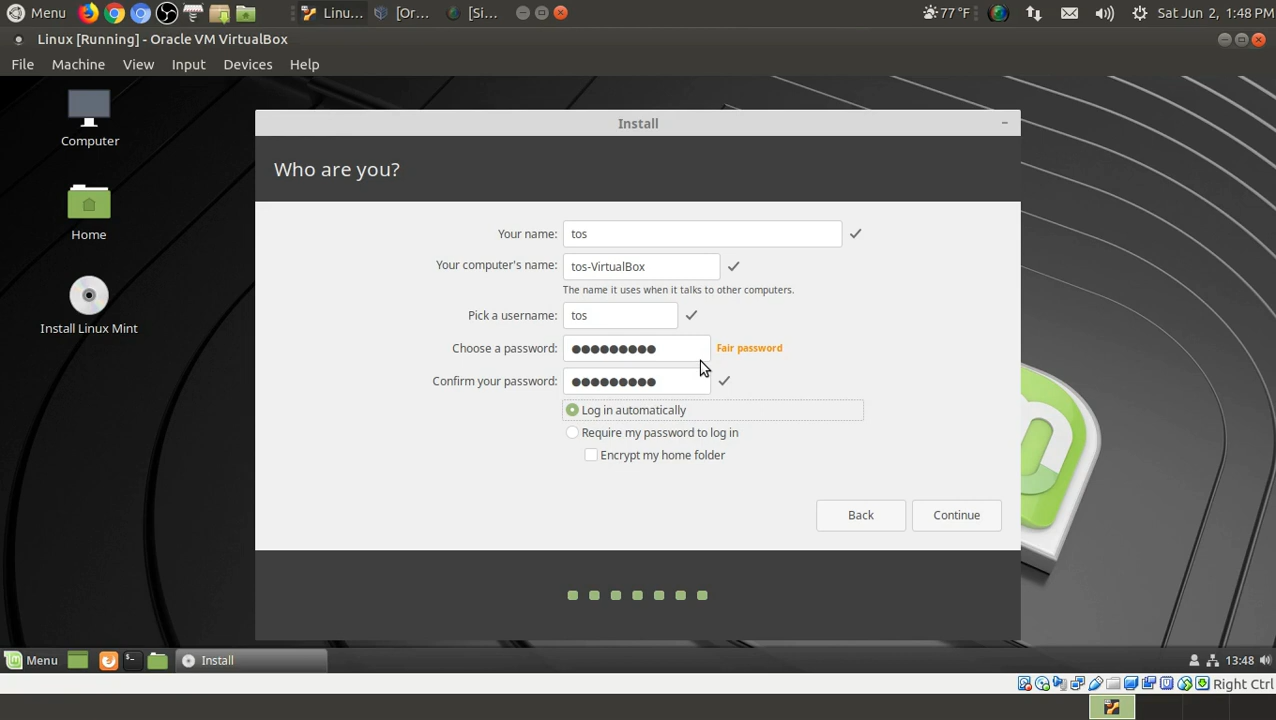 Menu Linu... [Or... [Si... 77 °F Sat Jun 2, 1:48 PM
Linux [Running] - Oracle VM VirtualBox
File Machine View Input Devices Help
Computer
Home
Install Linux Mint
Install
Who are you?
Your name: tos
Your computer's name: tos-VirtualBox
The name it uses when it talks to other computers.
Pick a username: tos
Choose a password: ●●●●●●●●● Fair password
Confirm your password: ●●●●●●●●●
Log in automatically
Require my password to log in
Encrypt my home folder
Back Continue
Menu Install 13:48
Right Ctrl